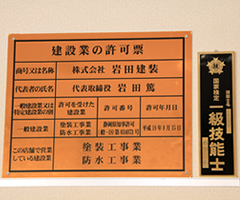 建設業の許可票
商号又は名称 株式会社 岩田建装
代表者の氏名 代表取締役 岩田 篤
一般建設業又は特定建設業の別 許可を受けた建設業 許可番号 許可年月日
一般建設業 塗装工事業 防水工事業 静岡県知事許可
この店舗で営業している建設業 塗装工事業 防水工事業
国家検定
一級技能士